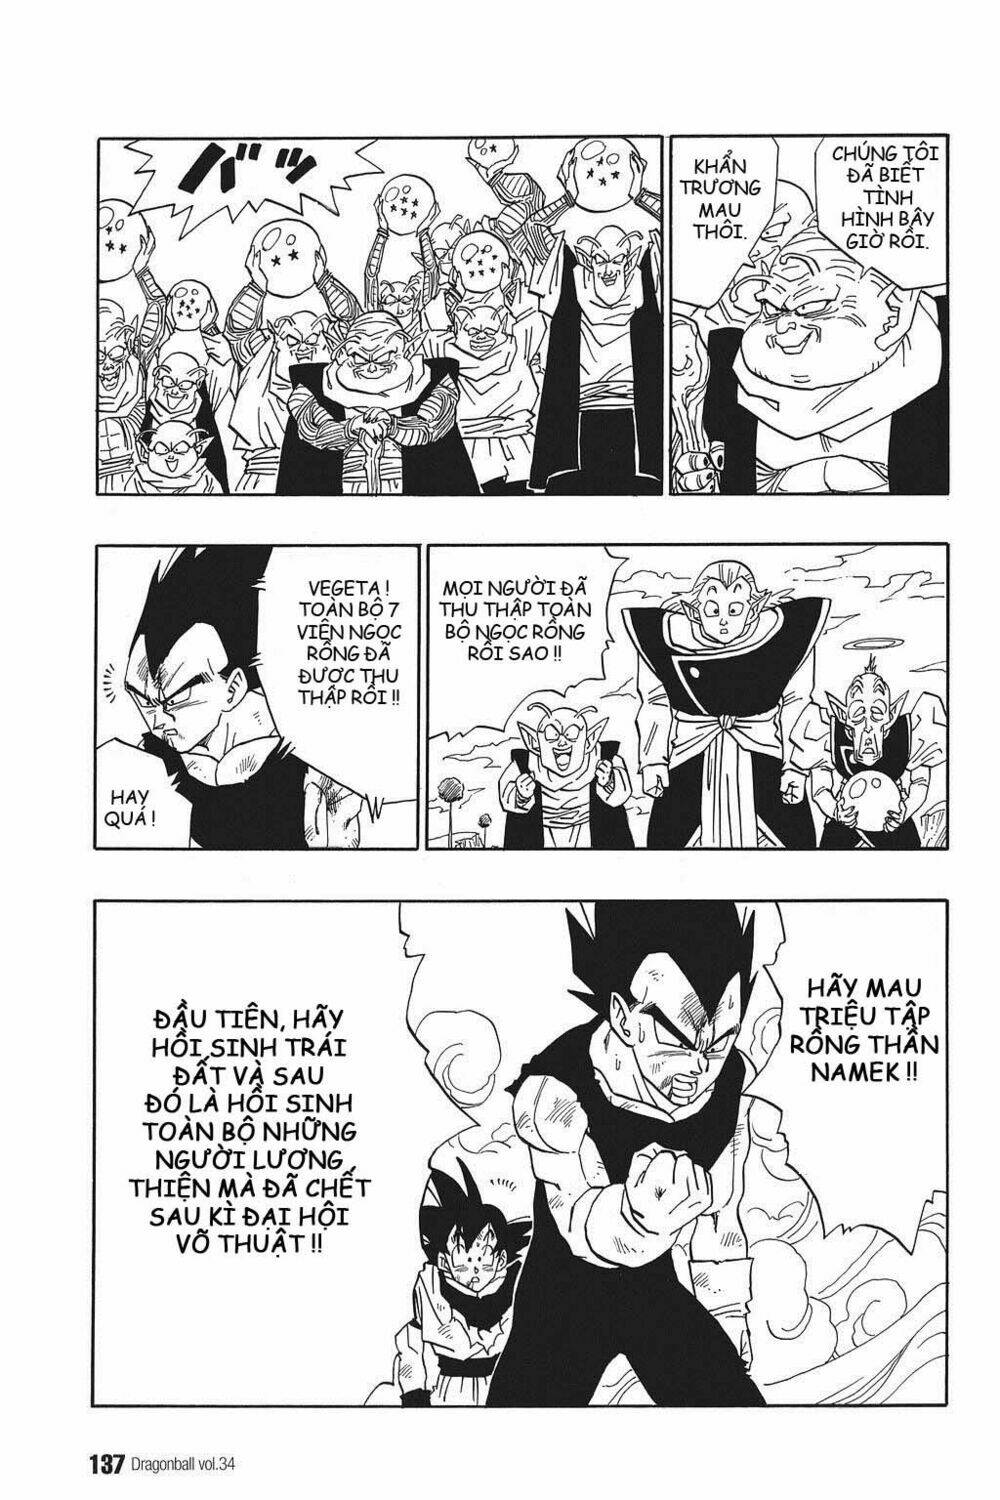 CHÚNG TÔI
ĐÃ BIẾT
TÌNH
HÌNH BÂY
GIỜ RỒI.
KHẨN
TRƯƠNG
MAU
THÔI.
バッ
MỌI NGƯỜI ĐÃ
THU THẬP TOÀN
BỘ NGỌC RỒNG
RỒI SAO !!
VEGETA !
TOÀN BỘ 7
VIÊN NGỌC
RỒNG ĐÃ
ĐƯỢC THU
THẬP RỒI !!
HAY
QUÁ !
HÃY MAU
TRIỆU TẬP
RỒNG THẦN
NAMEK !!
ĐẦU TIÊN, HÃY
HỒI SINH TRÁI
ĐẤT VÀ SAU
ĐÓ LÀ HỒI SINH
TOÀN BỘ NHỮNG
NGƯỜI LƯƠNG
THIỆN MÀ ĐÃ CHẾT
SAU KÌ ĐẠI HỘI
VÕ THUẬT !!
137 Dragonball vol.34